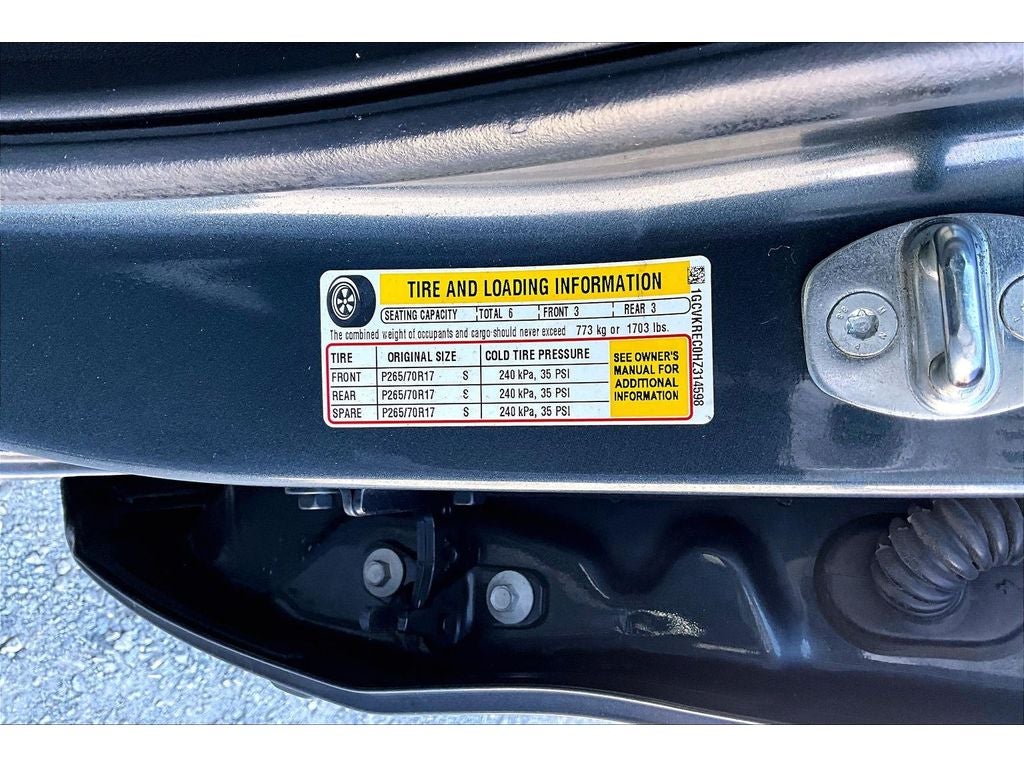 TIRE AND LOADING INFORMATION
SEATING CAPACITY TOTAL 6 FRONT 3 REAR 3
The combined weight of occupants and cargo should never exceed 773 kg or 1703 lbs.
TIRE ORIGINAL SIZE COLD TIRE PRESSURE
FRONT P265/70R17 S 240 kPa, 35 PSI
REAR P265/70R17 S 240 kPa, 35 PSI
SPARE P265/70R17 S 240 kPa, 35 PSI
SEE OWNER'S
MANUAL FOR
ADDITIONAL
INFORMATION
1GCVKREC0HZ314598